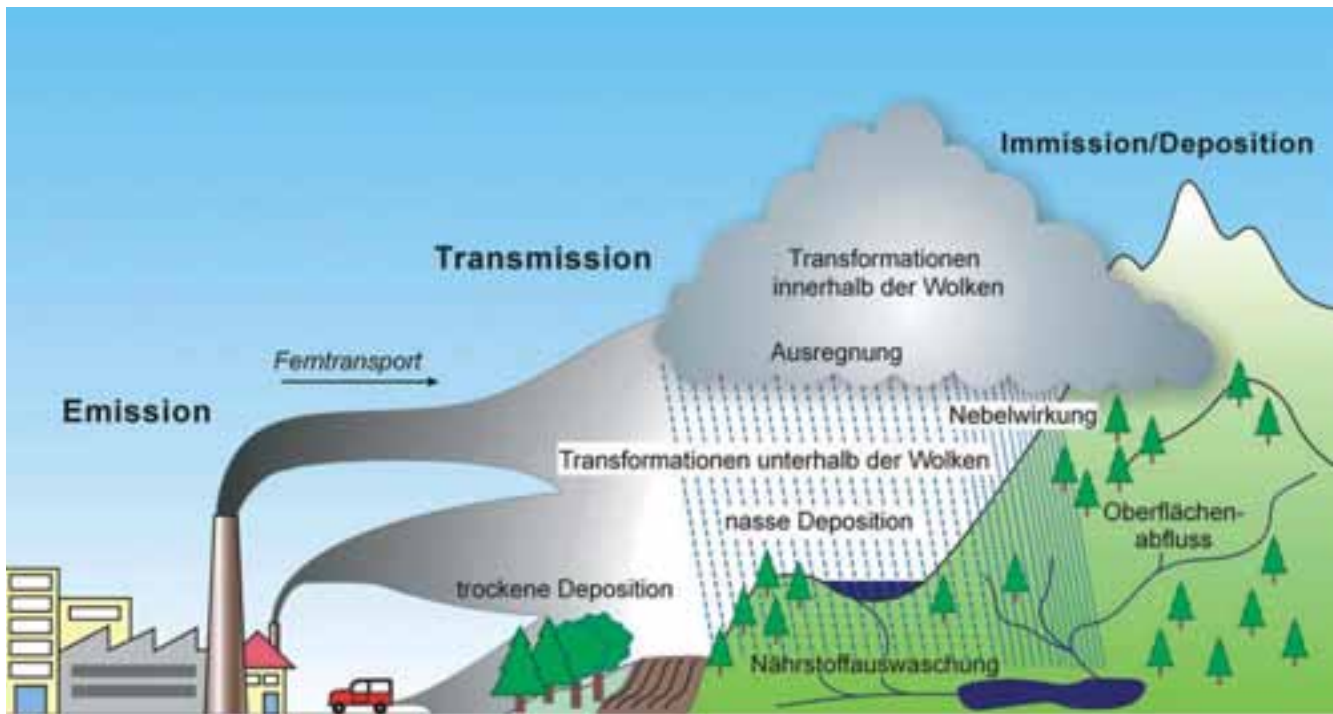 Immission/Deposition
Transmission
Transformationen
innerhalb der Wolken
Ausregnung
Ferntransport
Emission
Nebelwirkung
Transformationen unterhalb der Wolken
nasse Deposition
Oberflächen-
abfluss
trockene Deposition
Nährstoffauswaschung